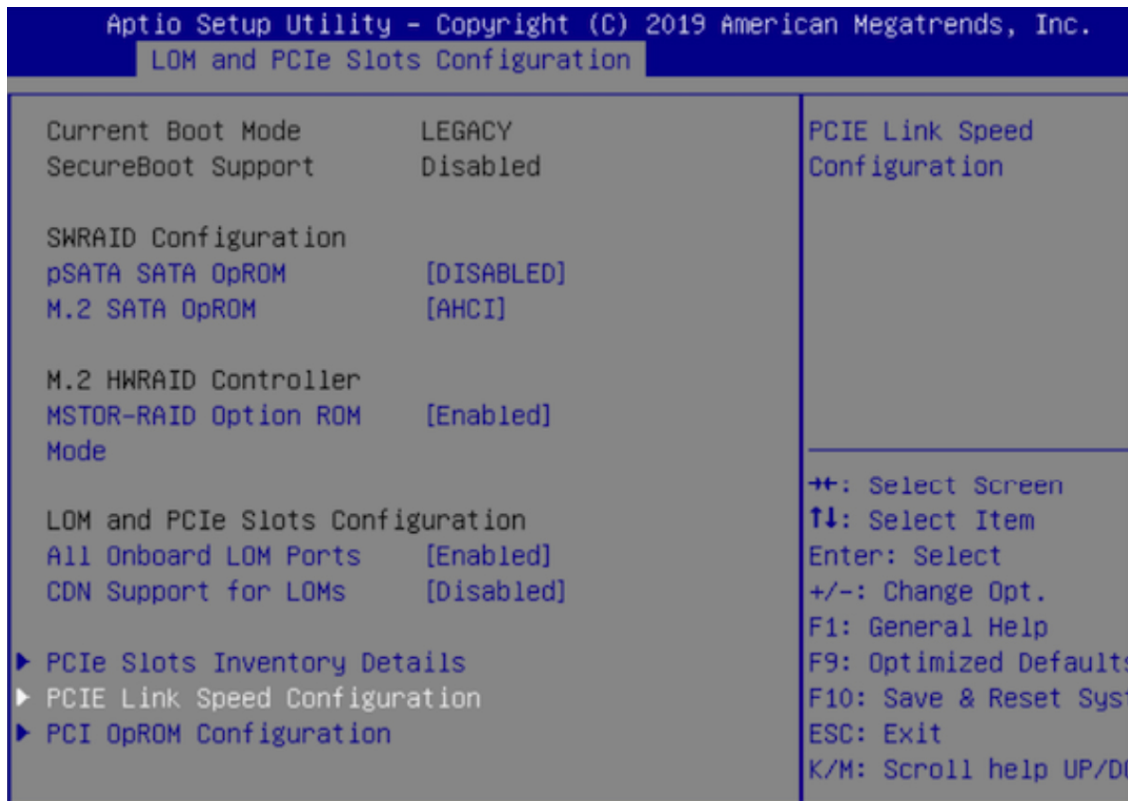 Aptio Setup Utility – Copyright (C) 2019 American Megatrends, Inc.
LOM and PCIe Slots Configuration
Current Boot Mode LEGACY
SecureBoot Support Disabled
SWRAID Configuration
pSATA SATA OpROM [DISABLED]
M.2 SATA OpROM [AHCI]
M.2 HWRAID Controller
MSTOR-RAID Option ROM [Enabled]
Mode
LOM and PCIe Slots Configuration
All Onboard LOM Ports [Enabled]
CDN Support for LOMs [Disabled]
PCIe Slots Inventory Details
PCIE Link Speed Configuration
PCI OpROM Configuration
PCIE Link Speed
Configuration
→←: Select Screen
↑↓: Select Item
Enter: Select
+/-: Change Opt.
F1: General Help
F9: Optimized Defaults
F10: Save & Reset Syst
ESC: Exit
K/M: Scroll help UP/DO